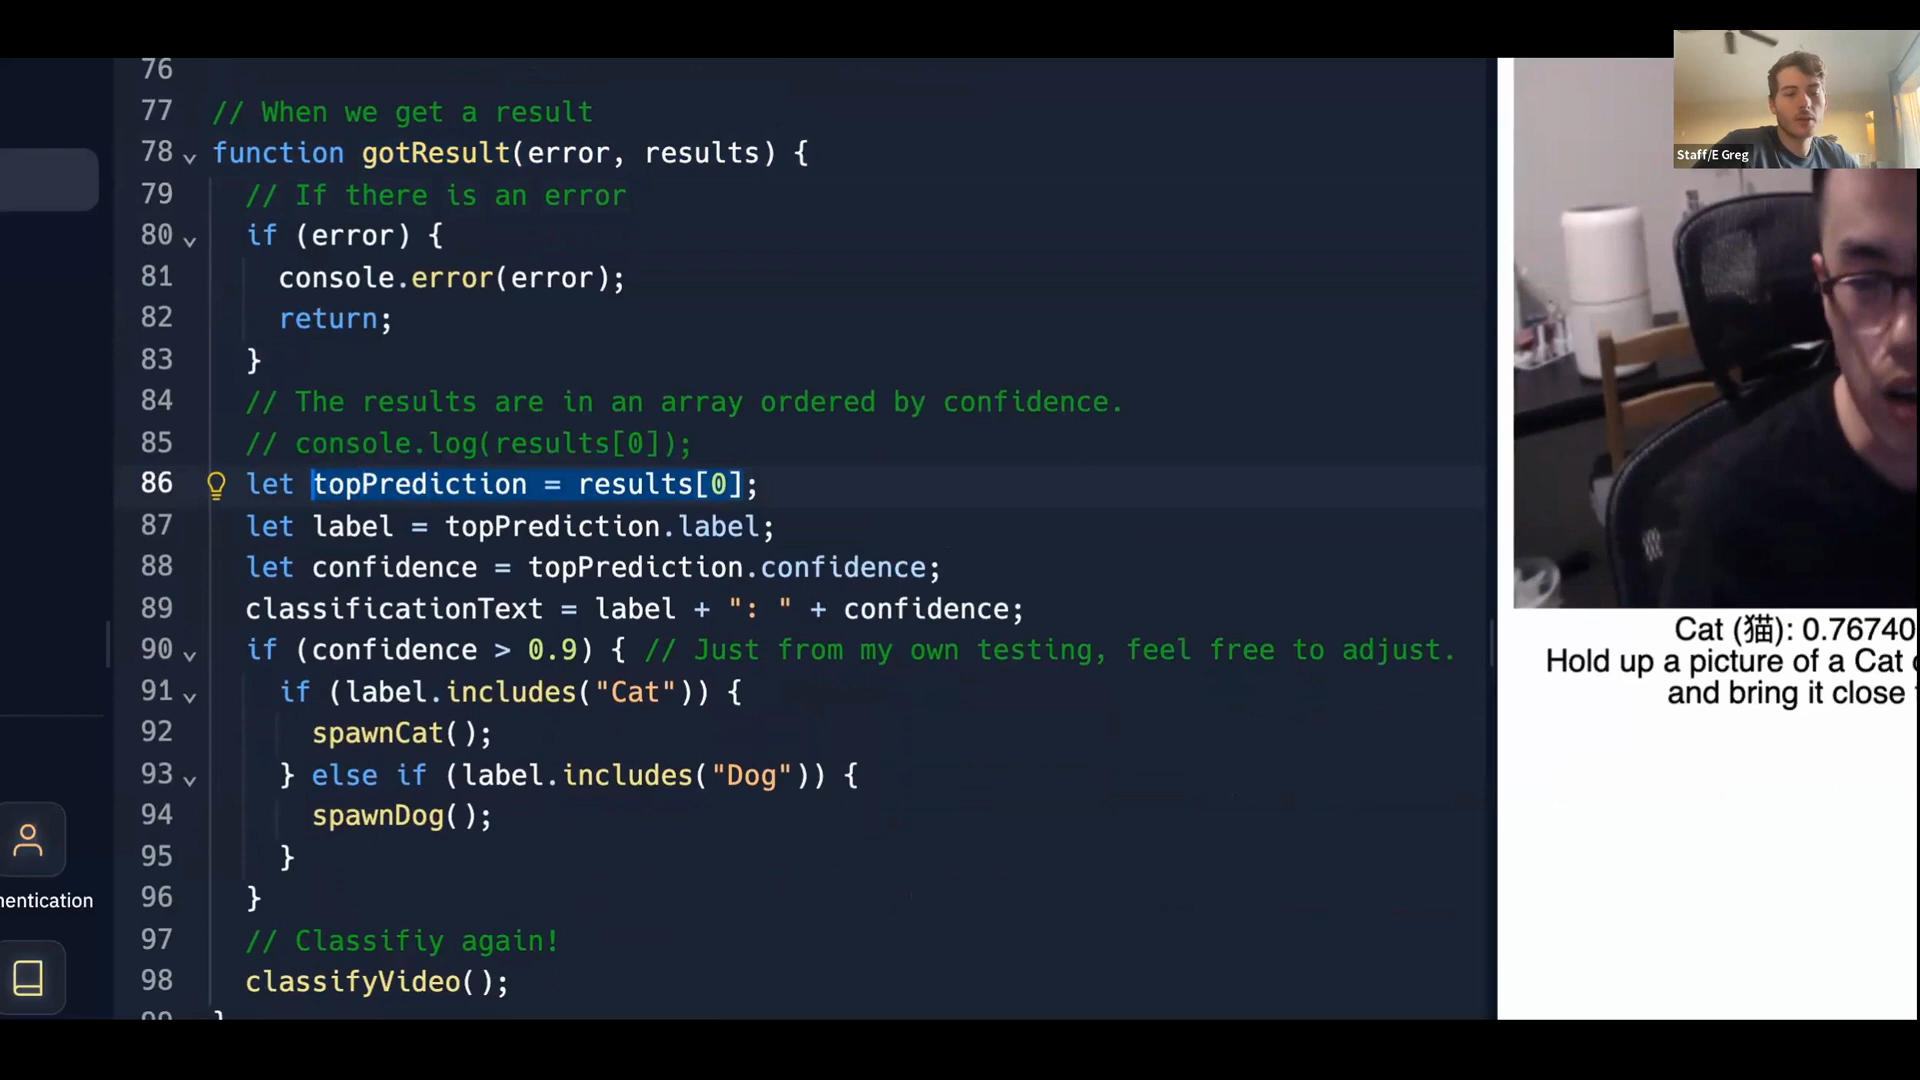 76
77 // When we get a result
78 function gotResult(error, results) {
79 // If there is an error
80 if (error) {
81 console.error(error);
82 return;
83 }
84 // The results are in an array ordered by confidence.
85 // console.log(results[0]);
86 let topPrediction = results[0];
87 let label = topPrediction.label;
88 let confidence = topPrediction.confidence;
89 classificationText = label + ": " + confidence;
90 if (confidence > 0.9) { // Just from my own testing, feel free to adjust.
91 if (label.includes("Cat")) {
92 spawnCat();
93 } else if (label.includes("Dog")) {
94 spawnDog();
95 }
96 }
97 // Classifiy again!
98 classifyVideo();
99 }
hentication
Staff/E Greg
Cat (猫): 0.76740
Hold up a picture of a Cat
and bring it close